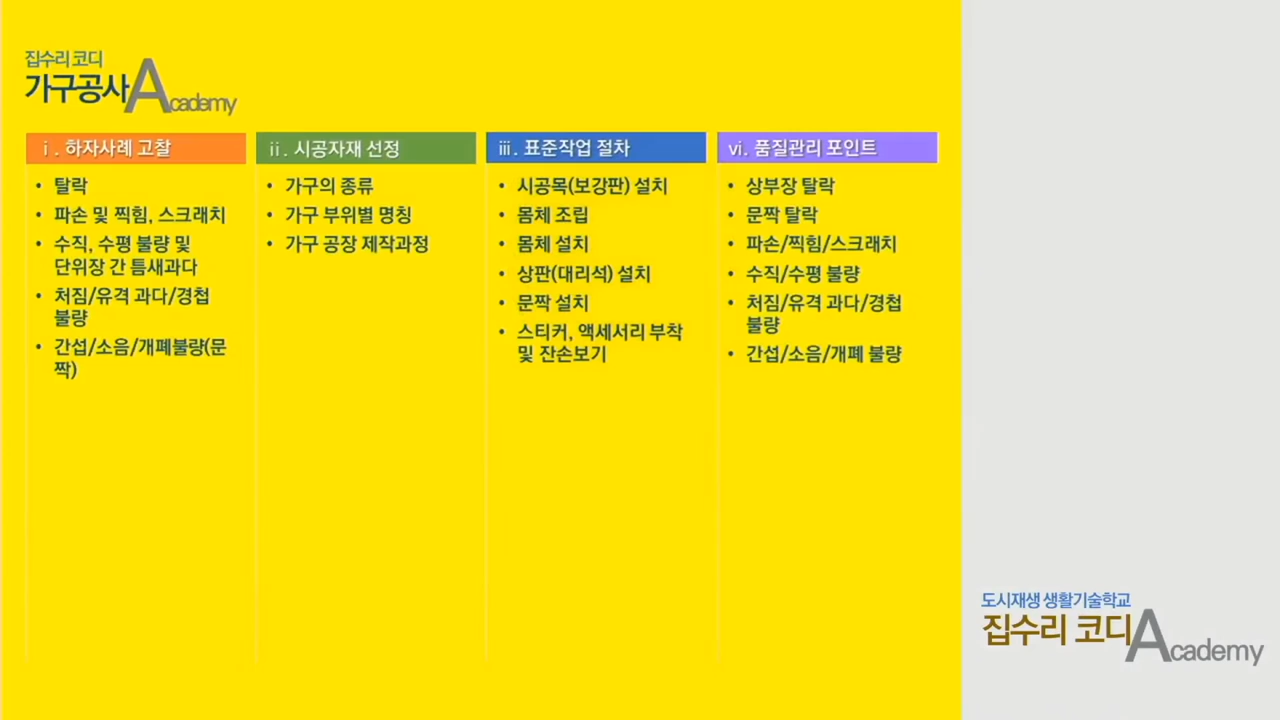 집수리 코디
가구공사Academy
ⅰ. 하자사례 고찰
• 탈락
• 파손 및 찍힘, 스크래치
• 수직, 수평 불량 및
단위장 간 틈새과다
• 처짐/유격 과다/경첩
불량
• 간섭/소음/개폐불량(문
짝)
ⅱ. 시공자재 선정
• 가구의 종류
• 가구 부위별 명칭
• 가구 공장 제작과정
ⅲ. 표준작업 절차
• 시공목(보강판) 설치
• 몸체 조립
• 몸체 설치
• 상판(대리석) 설치
• 문짝 설치
• 스티커, 액세서리 부착
및 잔손보기
ⅵ. 품질관리 포인트
• 상부장 탈락
• 문짝 탈락
• 파손/찍힘/스크래치
• 수직/수평 불량
• 처짐/유격 과다/경첩
불량
• 간섭/소음/개폐 불량
도시재생 생활기술학교
집수리 코디Academy